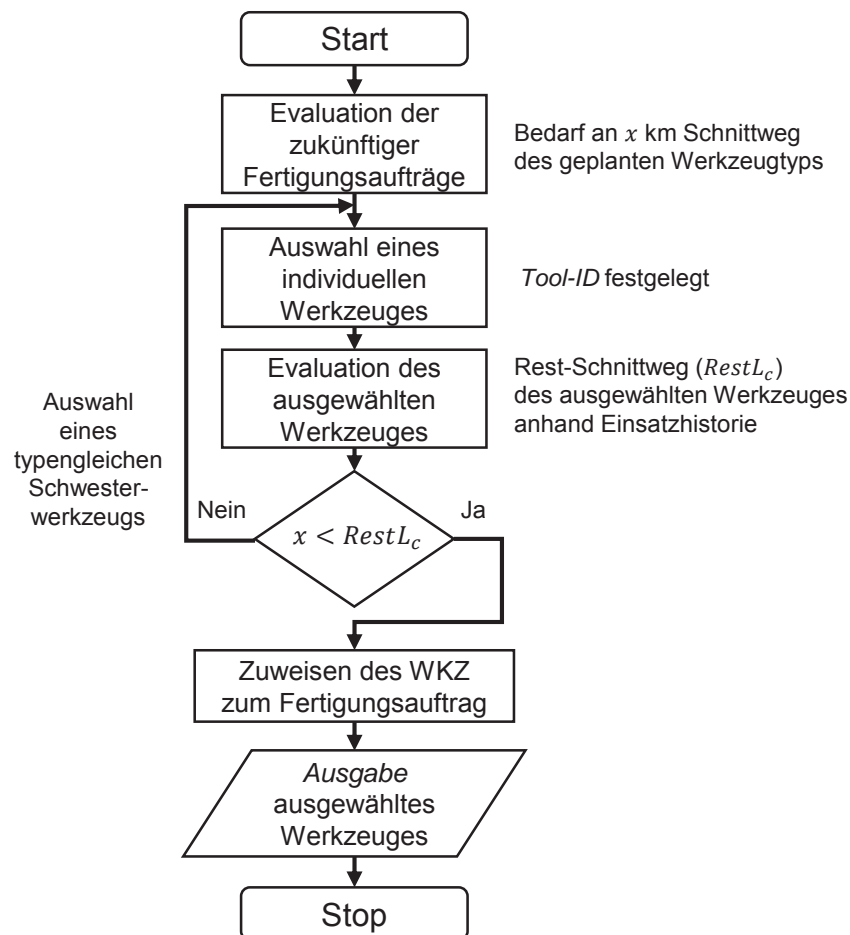 Start
Evaluation der
zukünftiger
Fertigungsaufträge
Bedarf an x km Schnittweg
des geplanten Werkzeugtyps
Auswahl eines
individuellen
Werkzeuges
Tool-ID festgelegt
Evaluation des
ausgewählten
Werkzeuges
Rest-Schnittweg (RestL_c)
des ausgewählten Werkzeuges
anhand Einsatzhistorie
Auswahl
eines
typengleichen
Schwester-
werkzeugs
Nein
Ja
x < RestL_c
Zuweisen des WKZ
zum Fertigungsauftrag
Ausgabe
ausgewähltes
Werkzeuges
Stop